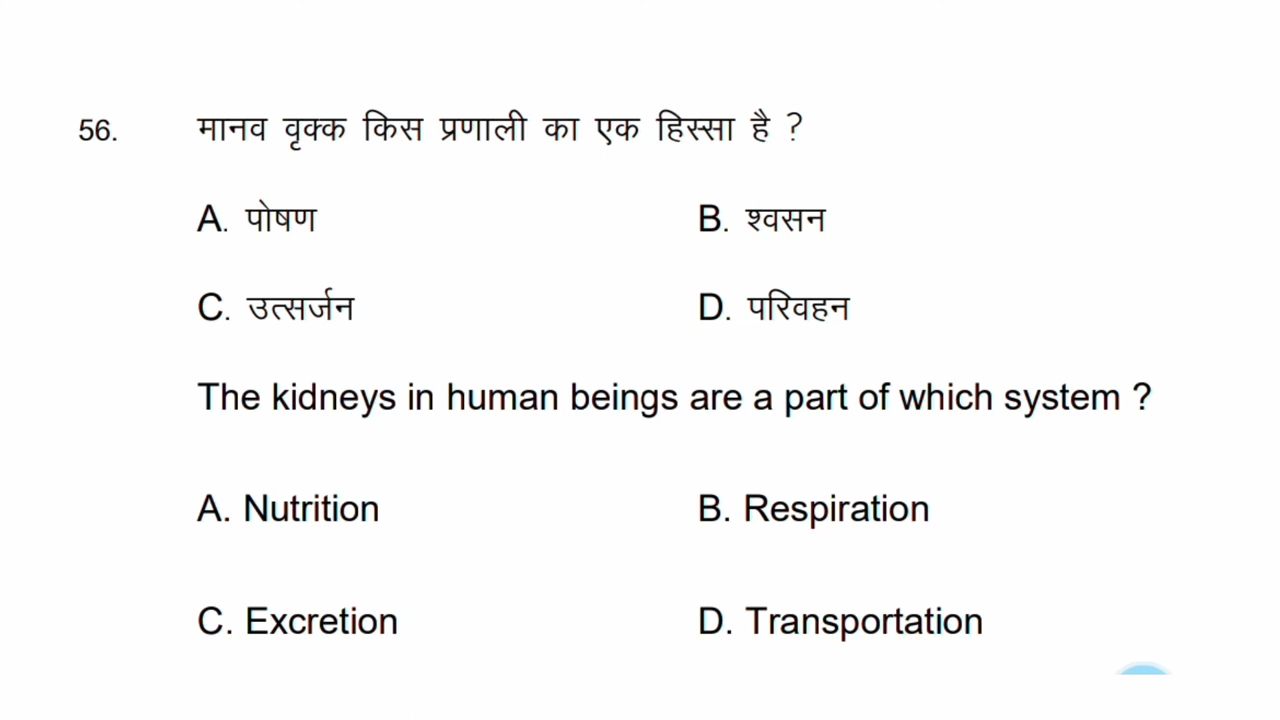 56. मानव वृक्क किस प्रणाली का एक हिस्सा है ?
A. पोषण B. श्वसन
C. उत्सर्जन D. परिवहन
The kidneys in human beings are a part of which system ?
A. Nutrition B. Respiration
C. Excretion D. Transportation